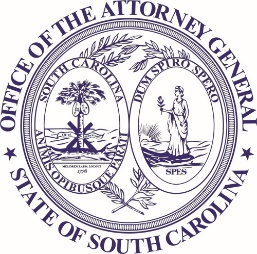 OFFICE OF THE ATTORNEY GENERAL
STATE OF SOUTH CAROLINA
SOUTH CAROLINA
ANIMIS OPIBUSQUE PARATI
1776
DUM SPIRO SPERO
SPES